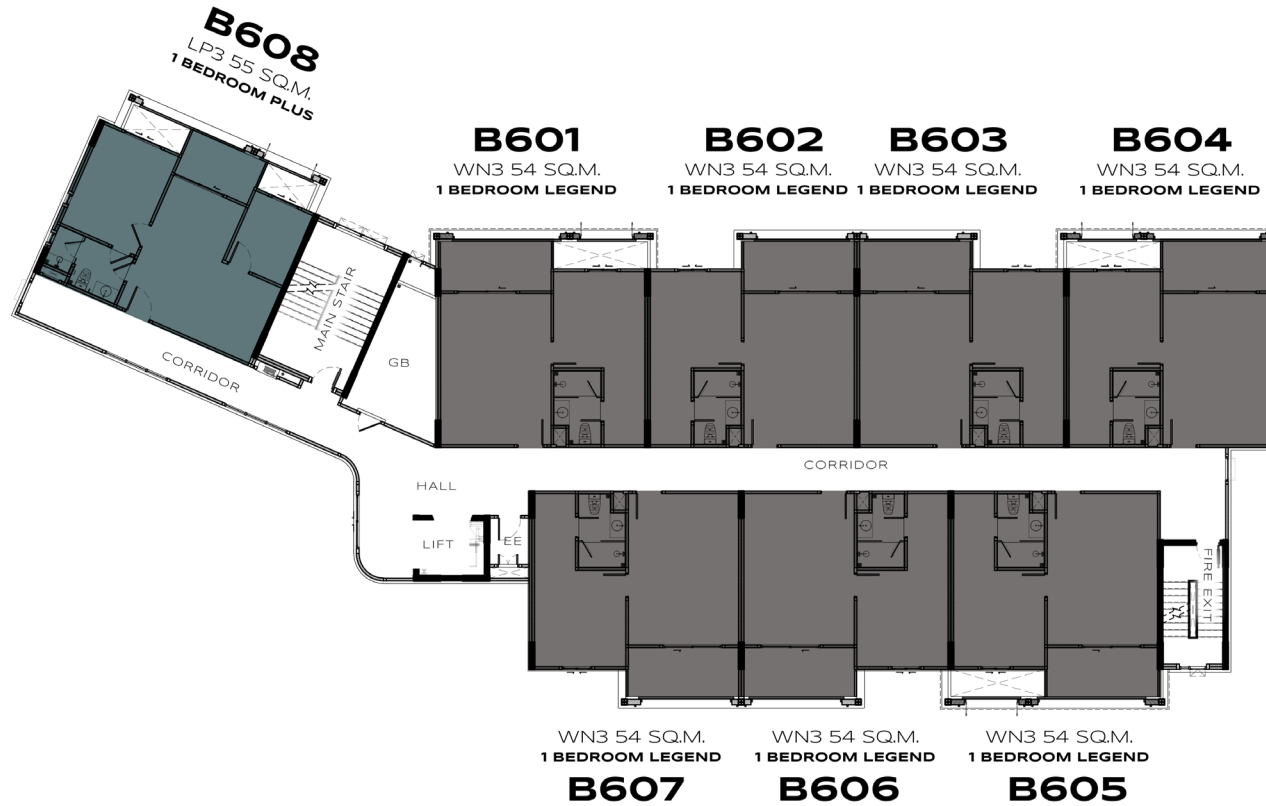 B608
LP3 55 SQ.M.
1 BEDROOM PLUS
B601
WN3 54 SQ.M.
1 BEDROOM LEGEND
B602
WN3 54 SQ.M.
1 BEDROOM LEGEND
B603
WN3 54 SQ.M.
1 BEDROOM LEGEND
B604
WN3 54 SQ.M.
1 BEDROOM LEGEND
MAIN STAIR
GB
CORRIDOR
CORRIDOR
HALL
LIFT
EE
FIRE EXIT
WN3 54 SQ.M.
1 BEDROOM LEGEND
B607
WN3 54 SQ.M.
1 BEDROOM LEGEND
B606
WN3 54 SQ.M.
1 BEDROOM LEGEND
B605